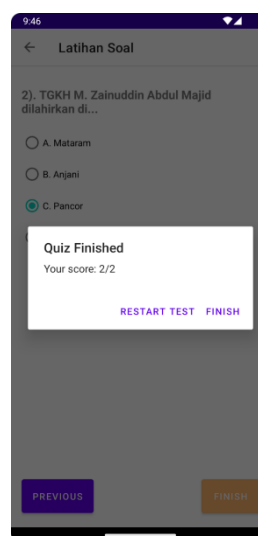 9:46
Latihan Soal
2). TGKH M. Zainuddin Abdul Majid
dilahirkan di...
A. Mataram
B. Anjani
C. Pancor
Quiz Finished
Your score: 2/2
RESTART TEST FINISH
PREVIOUS
FINISH